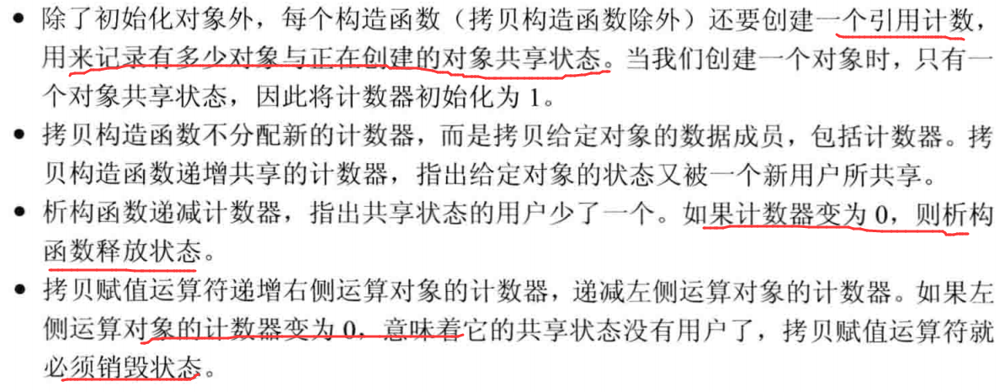 ● 除了初始化对象外，每个构造函数（拷贝构造函数除外）还要创建一个引用计数，
用来记录有多少对象与正在创建的对象共享状态。当我们创建一个对象时，只有一
个对象共享状态，因此将计数器初始化为 1。
● 拷贝构造函数不分配新的计数器，而是拷贝给定对象的数据成员，包括计数器。拷
贝构造函数递增共享的计数器，指出给定对象的状态又被一个新用户所共享。
● 析构函数递减计数器，指出共享状态的用户少了一个。如果计数器变为 0，则析构
函数释放状态。
● 拷贝赋值运算符递增右侧运算对象的计数器，递减左侧运算对象的计数器。如果左
侧运算对象的计数器变为 0，意味着它的共享状态没有用户了，拷贝赋值运算符就
必须销毁状态。